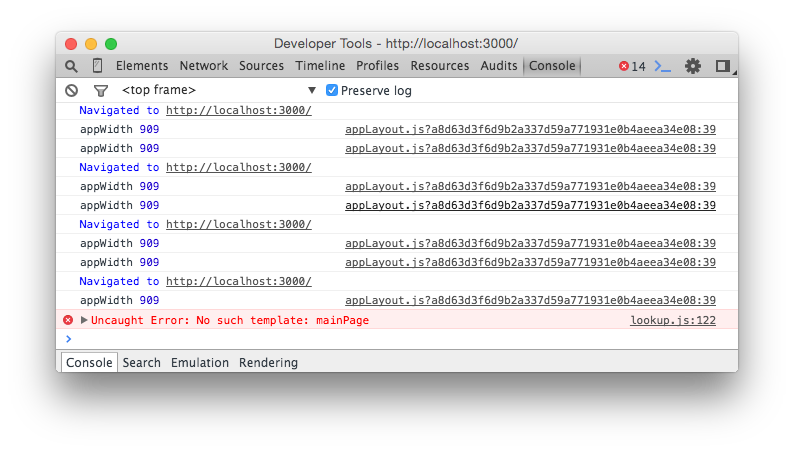 Developer Tools - http://localhost:3000/
Elements Network Sources Timeline Profiles Resources Audits Console 14
<top frame> Preserve log
Navigated to http://localhost:3000/
appWidth 909 appLayout.js?a8d63d3f6d9b2a337d59a771931e0b4aeea34e08:39
appWidth 909 appLayout.js?a8d63d3f6d9b2a337d59a771931e0b4aeea34e08:39
Navigated to http://localhost:3000/
appWidth 909 appLayout.js?a8d63d3f6d9b2a337d59a771931e0b4aeea34e08:39
appWidth 909 appLayout.js?a8d63d3f6d9b2a337d59a771931e0b4aeea34e08:39
Navigated to http://localhost:3000/
appWidth 909 appLayout.js?a8d63d3f6d9b2a337d59a771931e0b4aeea34e08:39
appWidth 909 appLayout.js?a8d63d3f6d9b2a337d59a771931e0b4aeea34e08:39
Navigated to http://localhost:3000/
appWidth 909 appLayout.js?a8d63d3f6d9b2a337d59a771931e0b4aeea34e08:39
Uncaught Error: No such template: mainPage lookup.js:122
Console Search Emulation Rendering